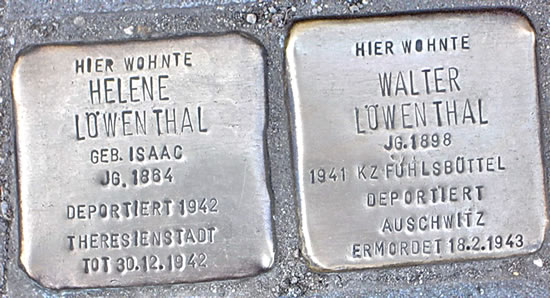 HIER WOHNTE
HELENE
LÖWENTHAL
GEB. ISAAC
JG. 1864
DEPORTIERT 1942
THERESIENSTADT
TOT 30.12.1942
HIER WOHNTE
WALTER
LÖWENTHAL
JG. 1898
1941 KZ FUHLSBÜTTEL
DEPORTIERT
AUSCHWITZ
ERMORDET 18.2.1943